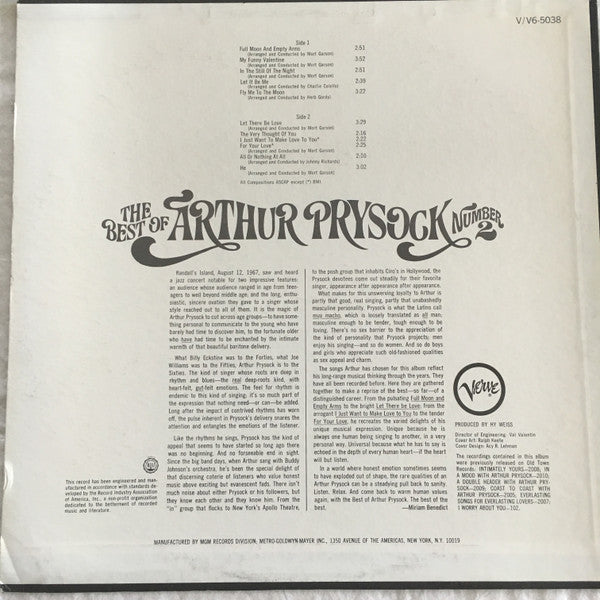 V/V6-5038
Side 1
Full Moon And Empty Arms 2:51
(Arranged and Conducted by Mort Garson)
My Funny Valentine 3:52
(Arranged and Conducted by Mort Garson)
In The Still Of The Night 2:51
(Arranged and Conducted by Mort Garson)
Let It Be Me 2:39
(Arranged and Conducted by Charlie Calello)
Fly Me To The Moon 3:22
(Arranged and Conducted by Herb Gordy)
Side 2
Let There Be Love 3:29
(Arranged and Conducted by Mort Garson)
The Very Thought Of You 2:16
I Just Want To Make Love To You* 2:22
For Your Love* 2:25
(Arranged and Conducted by Mort Garson)
All Or Nothing At All 2:00
(Arranged and Conducted by Johnny Richards)
He 3:02
(Arranged and Conducted by Mort Garson)
All Compositions ASCAP except (*) BMI.
THE BEST OF ARTHUR PRYSOCK NUMBER 2
Randall's Island, August 12, 1967, saw and heard
a jazz concert notable for two impressive features:
an audience whose audience ranged in age from teen-
agers to well beyond middle age; and the long, enthu-
siastic, sincere ovation they gave to a singer whose
style reached out to all of them. It is the magic of
Arthur Prysock to cut across age groups—to have some-
thing personal to communicate to the young who have
barely had time to discover him, to the fortunate older
who have had time to be enchanted by the intimate
warmth of that beautiful baritone delivery.
What Billy Eckstine was to the Forties, what Joe
Williams was to the Fifties, Arthur Prysock is to the
Sixties. The kind of singer whose roots are deep in
rhythm and blues—the real deep-roots kind, with
heart-felt, gut-felt emotions. The feel for rhythm is
endemic to this kind of singing. It's so much part of
the expression that nothing need—or can—be added.
Long after the impact of contrived rhythms has worn
off, the pulse inherent in Prysock's delivery snares the
attention and entangles the emotions of the listener.
Like the rhythms he sings, Prysock has the kind of
appeal that seems to have started so long ago there
was no beginning. And no forseeable end in sight.
Since the big band days, when Arthur sang with Buddy
Johnson's orchestra, he's been the special delight of
that discerning coterie of listeners who value honest
music above exciting but evanescent fads. There isn't
much noise about either Prysock or his followers, but
they know each other and they know him. From the
"in" group that flocks to New York's Apollo Theatre,
to the posh group that inhabits Ciro's in Hollywood, the
Prysock devotees come out steadily for their favorite
singer, appearance after appearance after appearance.
What makes for this unswerving loyalty to Arthur is
partly that good, real singing, partly that unabashedly
masculine personality. Prysock is what the Latins call
muy macho, which is loosely translated as all man:
masculine enough to be tender, tough enough to be
loving. There's no sex barrier to the appreciation of
the kind of personality that Prysock projects; men
enjoy his singing—and so do women. And so do boys
and girls who appreciate such old-fashioned qualities
as sex appeal and charm.
The songs Arthur has chosen for this album reflect
his long-range musical thinking through the years. They
have all been recorded before. Here they are gathered
together to make a reprise of the best—so far—of a
distinguished career. From the pulsating Full Moon and
Empty Arms to the bright Let There be Love; from the
arrogant I Just Want to Make Love to You to the tender
For Your Love, he recreates the varied delights of his
unique musical expression. Unique because he is
always one human being singing to another, in a very
personal way. Universal because what he has to say is
echoed in the depth of every human heart—if the heart
will but listen.
In a world where honest emotion sometimes seems
to have exploded out of shape, the rare qualities of an
Arthur Prysock can be a steadying pull back to sanity.
Listen. Relax. And come back to warm human values
again, with the Best of Arthur Prysock. The best of the
best.
—Miriam Benedict
Verve
PRODUCED BY HY WEISS
Director of Engineering: Val Valentin
Cover Art:
Cover Design: Acy R. Lehman
The recordings contained in this album
were previously released on Old Town
Records. INTIMATELY YOURS—2008; IN
A MOOD WITH ARTHUR PRYSOCK—2010;
A DOUBLE HEADER WITH ARTHUR PRY-
SOCK—2009; COAST TO COAST WITH
ARTHUR PRYSOCK—2005; EVERLASTING
SONGS FOR EVERLASTING LOVERS—2007;
I WORRY ABOUT YOU—102.
This record has been engineered and man-
ufactured in accordance with standards de-
veloped by the Record Industry Association
of America, Inc., a non-profit organization
dedicated to the betterment of recorded
music and literature.
MANUFACTURED BY MGM RECORDS DIVISION, METRO-GOLDWYN-MAYER INC., 1350 AVENUE OF THE AMERICAS, NEW YORK, N.Y. 10019